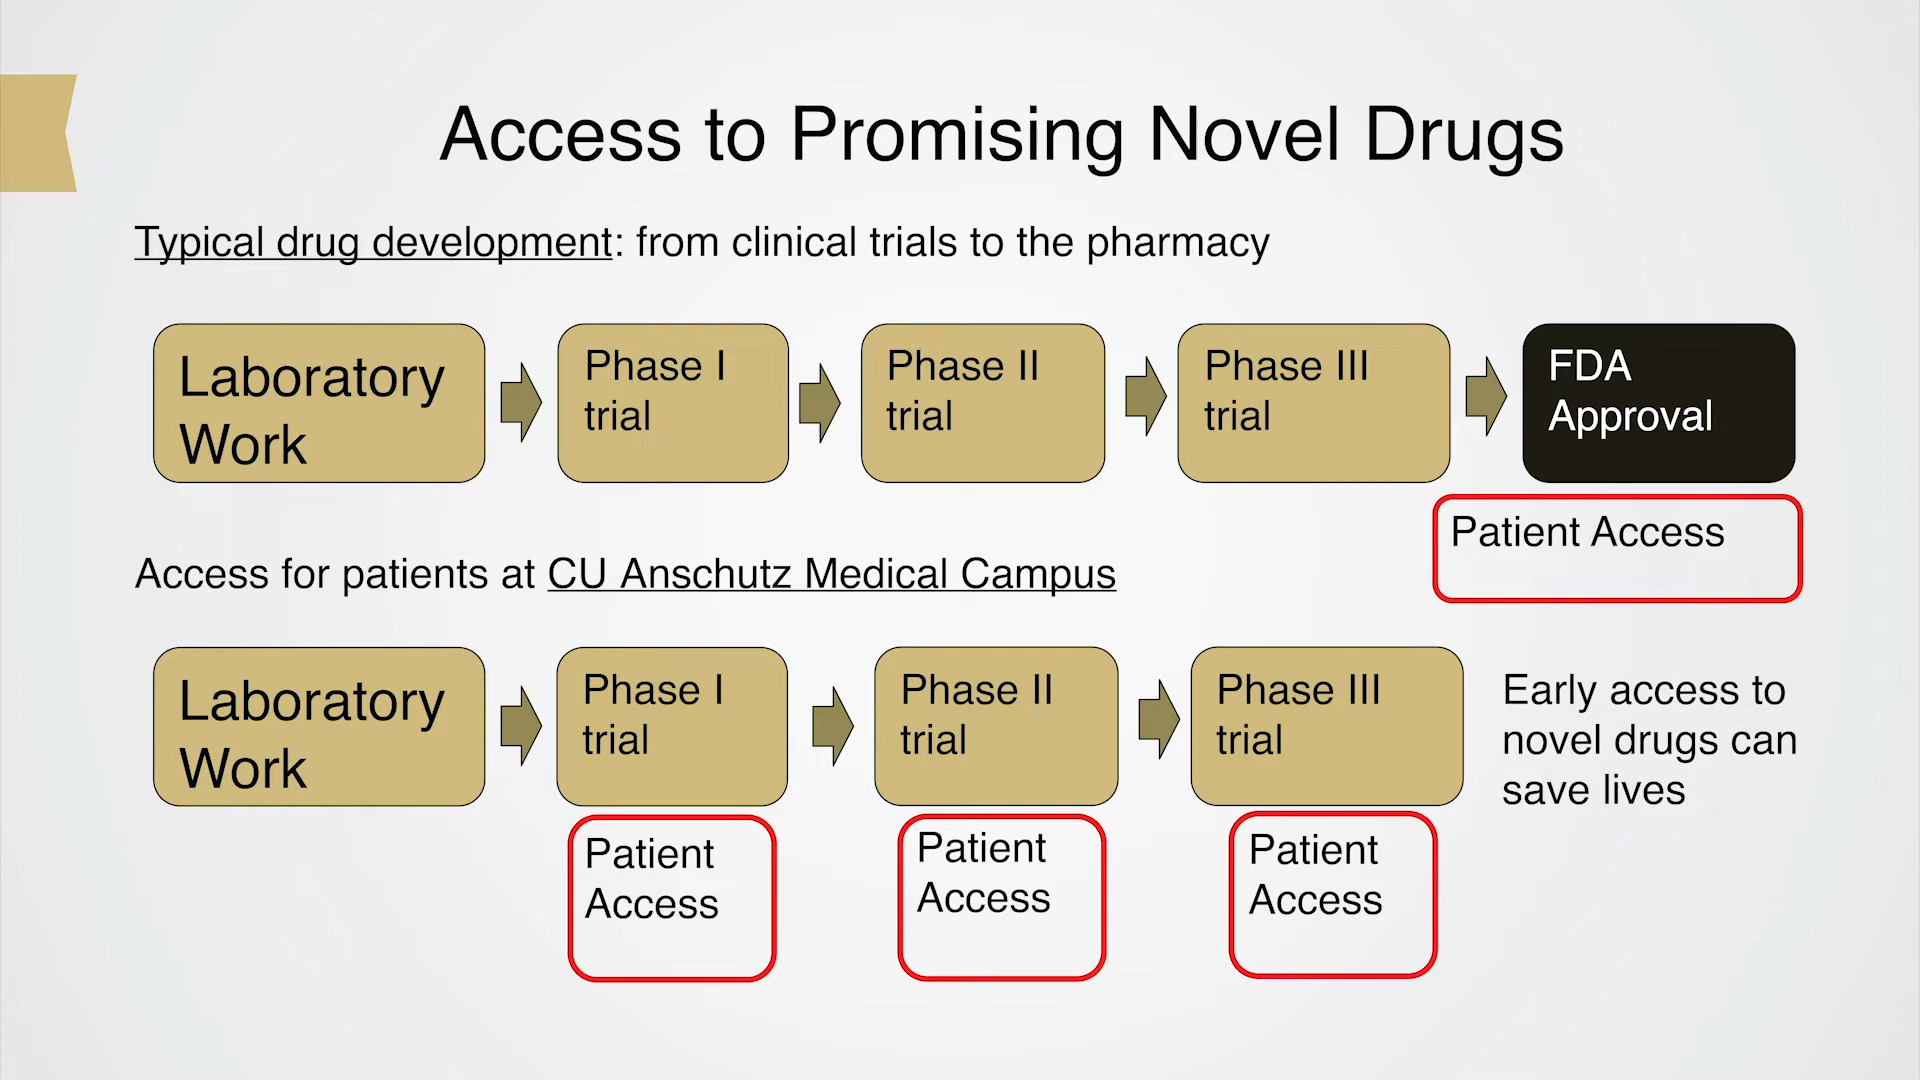 Access to Promising Novel Drugs
Typical drug development: from clinical trials to the pharmacy
Laboratory
Work
Phase I
trial
Phase II
trial
Phase III
trial
FDA
Approval
Patient Access
Access for patients at CU Anschutz Medical Campus
Laboratory
Work
Phase I
trial
Phase II
trial
Phase III
trial
Early access to
novel drugs can
save lives
Patient
Access
Patient
Access
Patient
Access